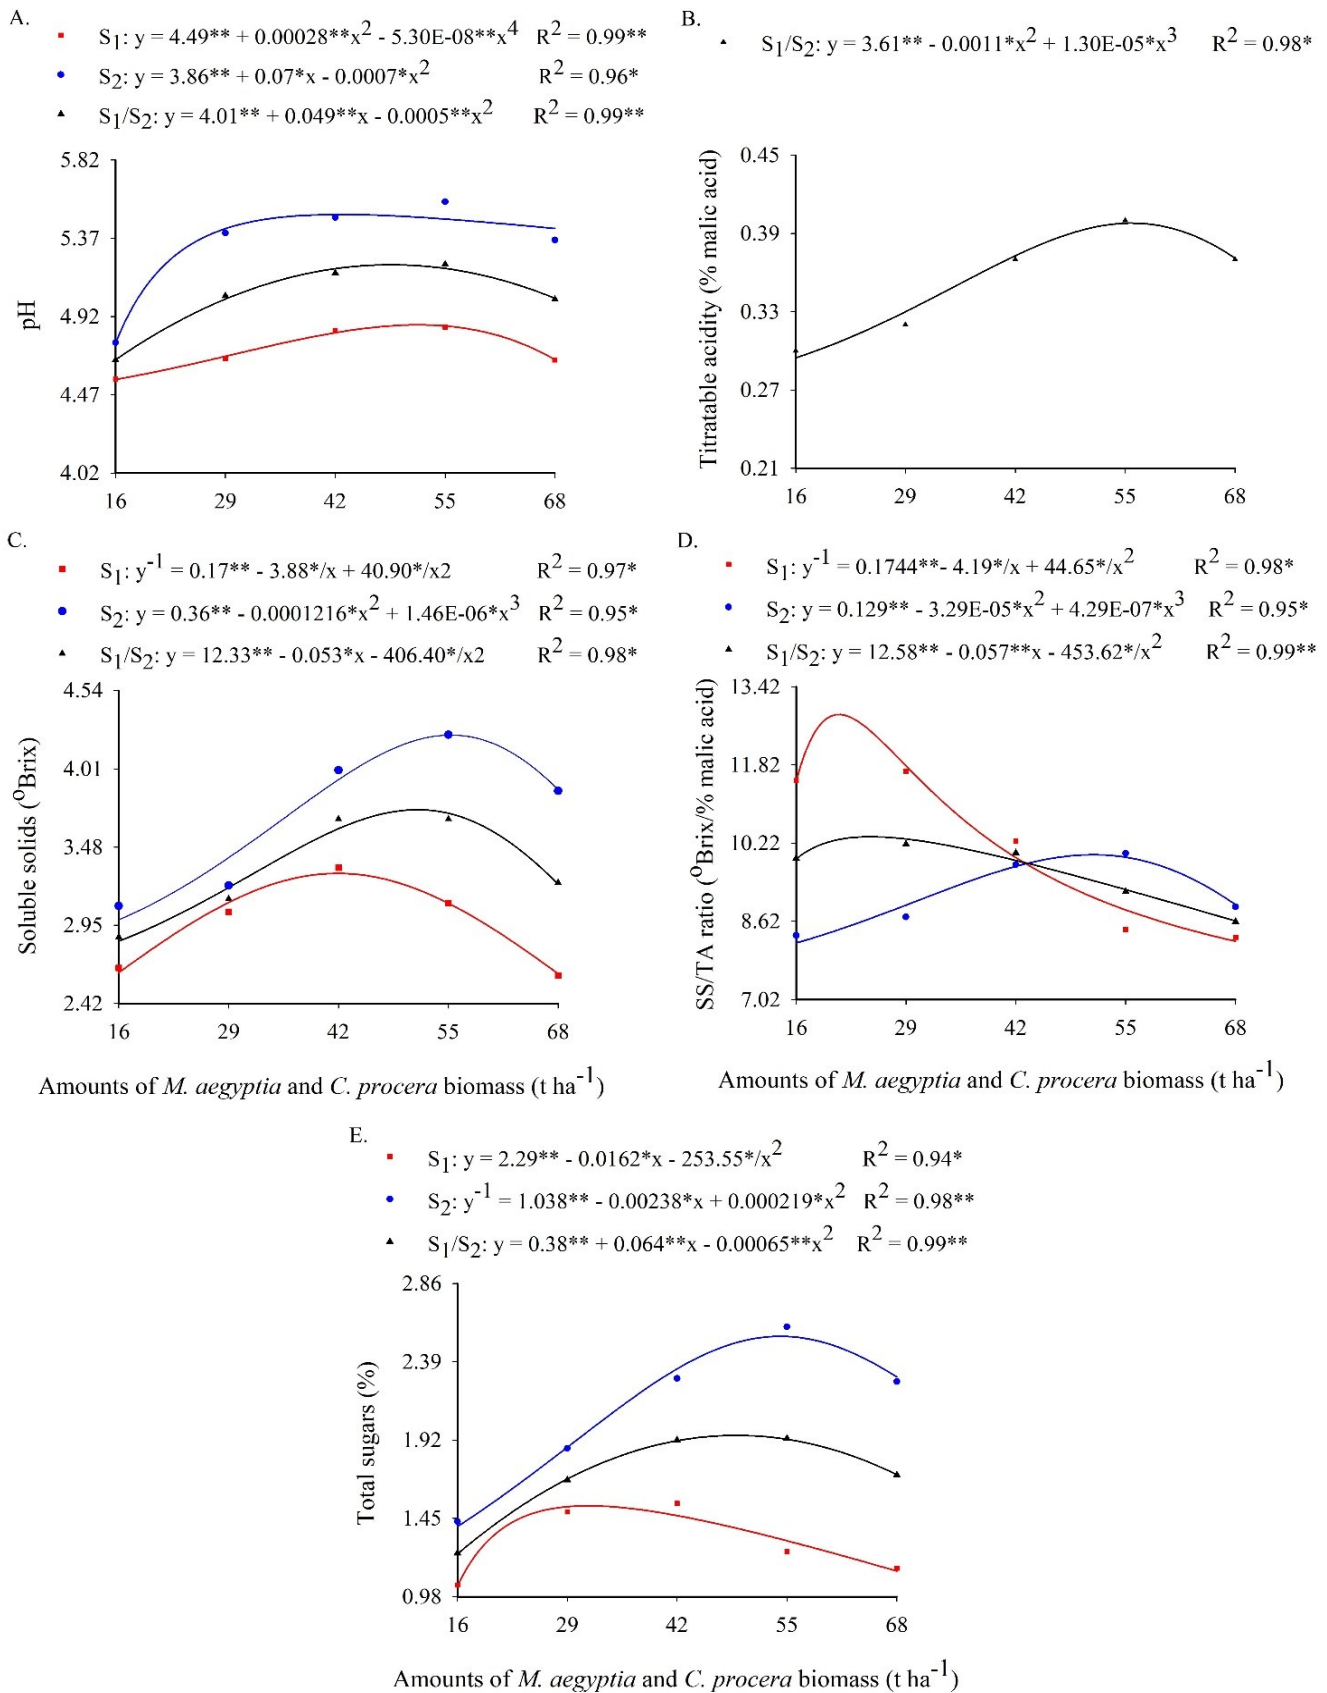 A.
S1: y = 4.49** + 0.00028**x2 - 5.30E-08**x4 R2 = 0.99**
S2: y = 3.86** + 0.07*x - 0.0007*x2 R2 = 0.96*
S1/S2: y = 4.01** + 0.049**x - 0.0005**x2 R2 = 0.99**
5.82
5.37
4.92
4.47
4.02
pH
16 29 42 55 68
B.
S1/S2: y = 3.61** - 0.0011*x2 + 1.30E-05*x3 R2 = 0.98*
0.45
0.39
0.33
0.27
0.21
Titratable acidity (% malic acid)
16 29 42 55 68
C.
S1: y-1 = 0.17** - 3.88*/x + 40.90*/x2 R2 = 0.97*
S2: y = 0.36** - 0.0001216*x2 + 1.46E-06*x3 R2 = 0.95*
S1/S2: y = 12.33** - 0.053*x - 406.40*/x2 R2 = 0.98*
4.54
4.01
3.48
2.95
2.42
Soluble solids (oBrix)
16 29 42 55 68
Amounts of M. aegyptia and C. procera biomass (t ha-1)
D.
S1: y-1 = 0.1744**- 4.19*/x + 44.65*/x2 R2 = 0.98*
S2: y = 0.129** - 3.29E-05*x2 + 4.29E-07*x3 R2 = 0.95*
S1/S2: y = 12.58** - 0.057**x - 453.62*/x2 R2 = 0.99**
13.42
11.82
10.22
8.62
7.02
SS/TA ratio (oBrix/% malic acid)
16 29 42 55 68
Amounts of M. aegyptia and C. procera biomass (t ha-1)
E.
S1: y = 2.29** - 0.0162*x - 253.55*/x2 R2 = 0.94*
S2: y-1 = 1.038** - 0.00238*x + 0.000219*x2 R2 = 0.98**
S1/S2: y = 0.38** + 0.064**x - 0.00065**x2 R2 = 0.99**
2.86
2.39
1.92
1.45
0.98
Total sugars (%)
16 29 42 55 68
Amounts of M. aegyptia and C. procera biomass (t ha-1)